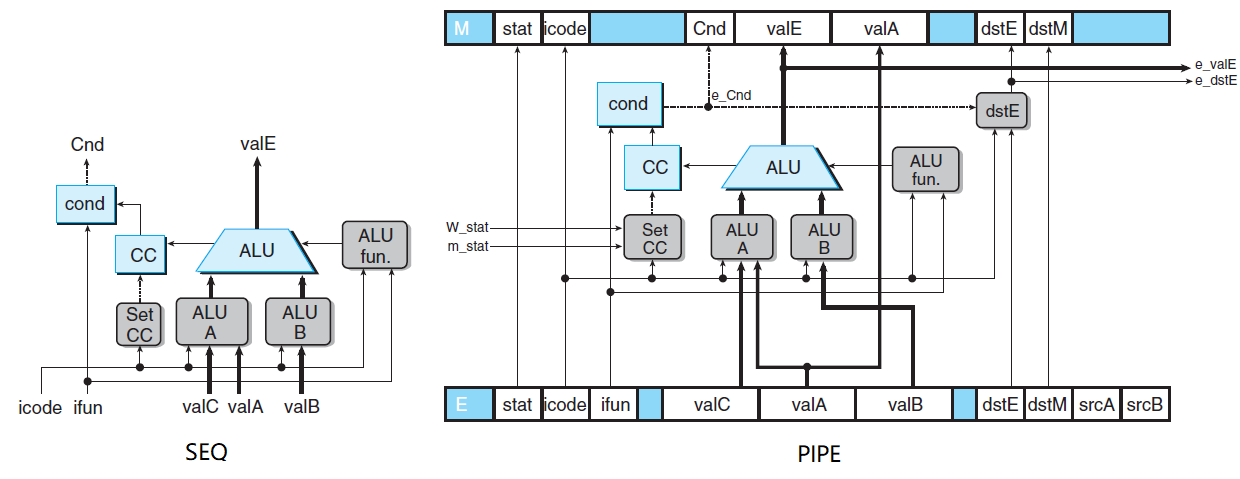 M stat icode Cnd valE valA dstE dstM
e_valE
e_dstE
e_Cnd
cond
dstE
CC
ALU
ALU
fun.
W_stat
m_stat
Set
CC
ALU
A
ALU
B
E stat icode ifun valC valA valB dstE dstM srcA srcB
PIPE
Cnd
valE
cond
CC
ALU
ALU
fun.
Set
CC
ALU
A
ALU
B
icode ifun valC valA valB
SEQ